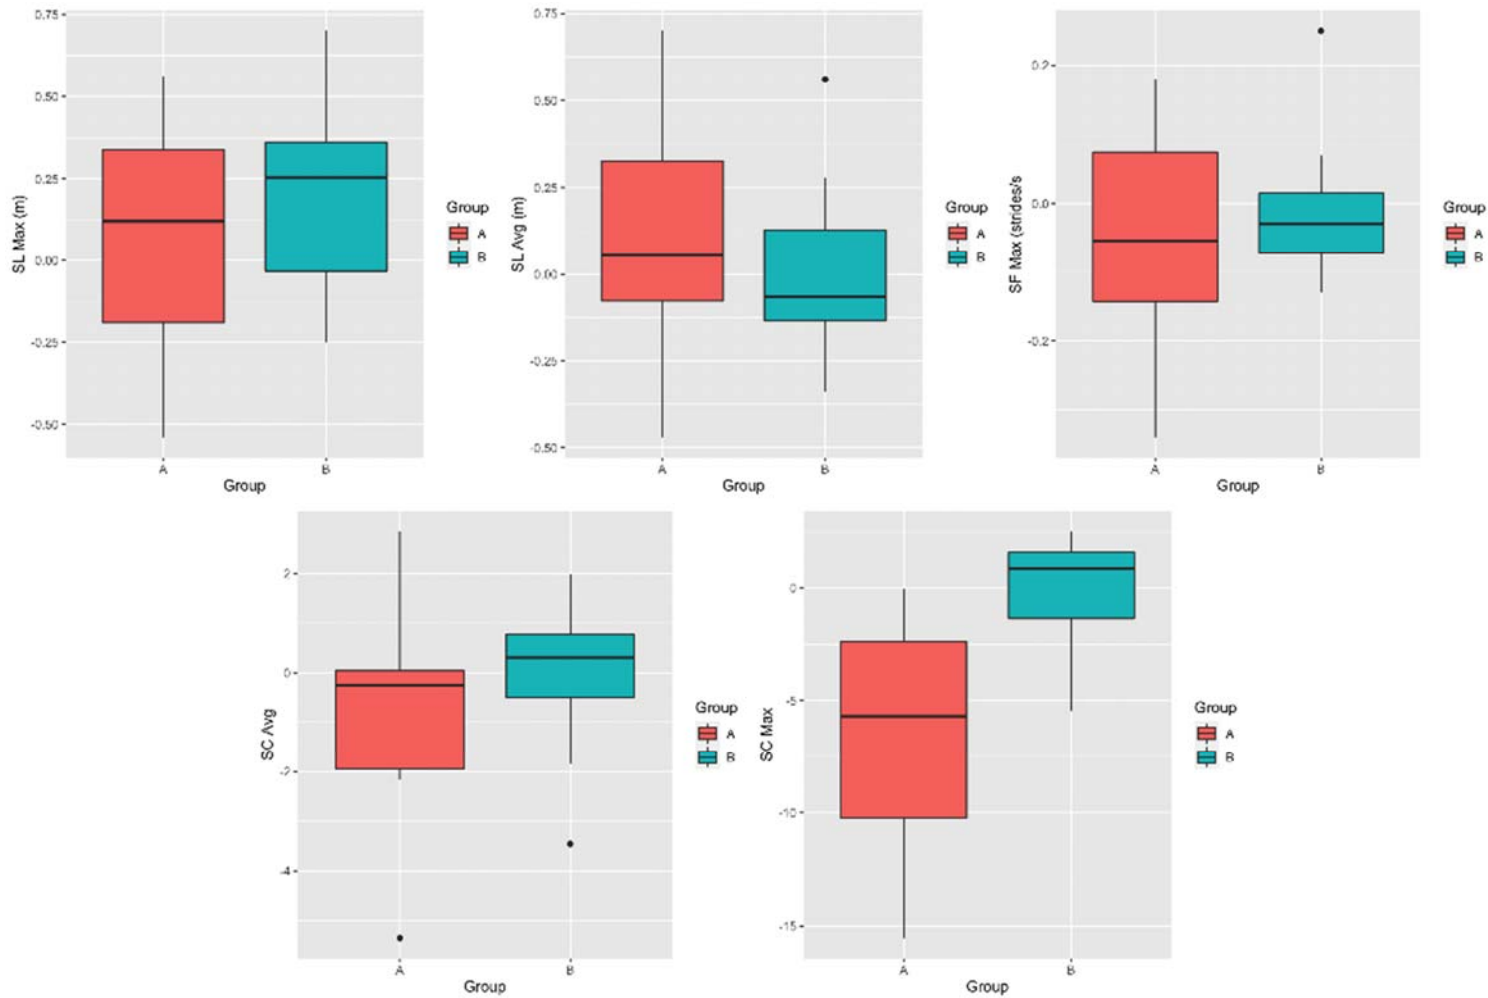 SL Max (m)
0.75
0.50
0.25
0.00
-0.25
-0.50
A
B
Group
Group
A
B
SL Avg (m)
0.75
0.50
0.25
0.00
-0.25
-0.50
A
B
Group
Group
A
B
SF Max (strides/s
0.2
0.0
-0.2
A
B
Group
Group
A
B
SC Avg
2
0
-2
-4
A
B
Group
Group
A
B
SC Max
0
-5
-10
-15
A
B
Group
Group
A
B